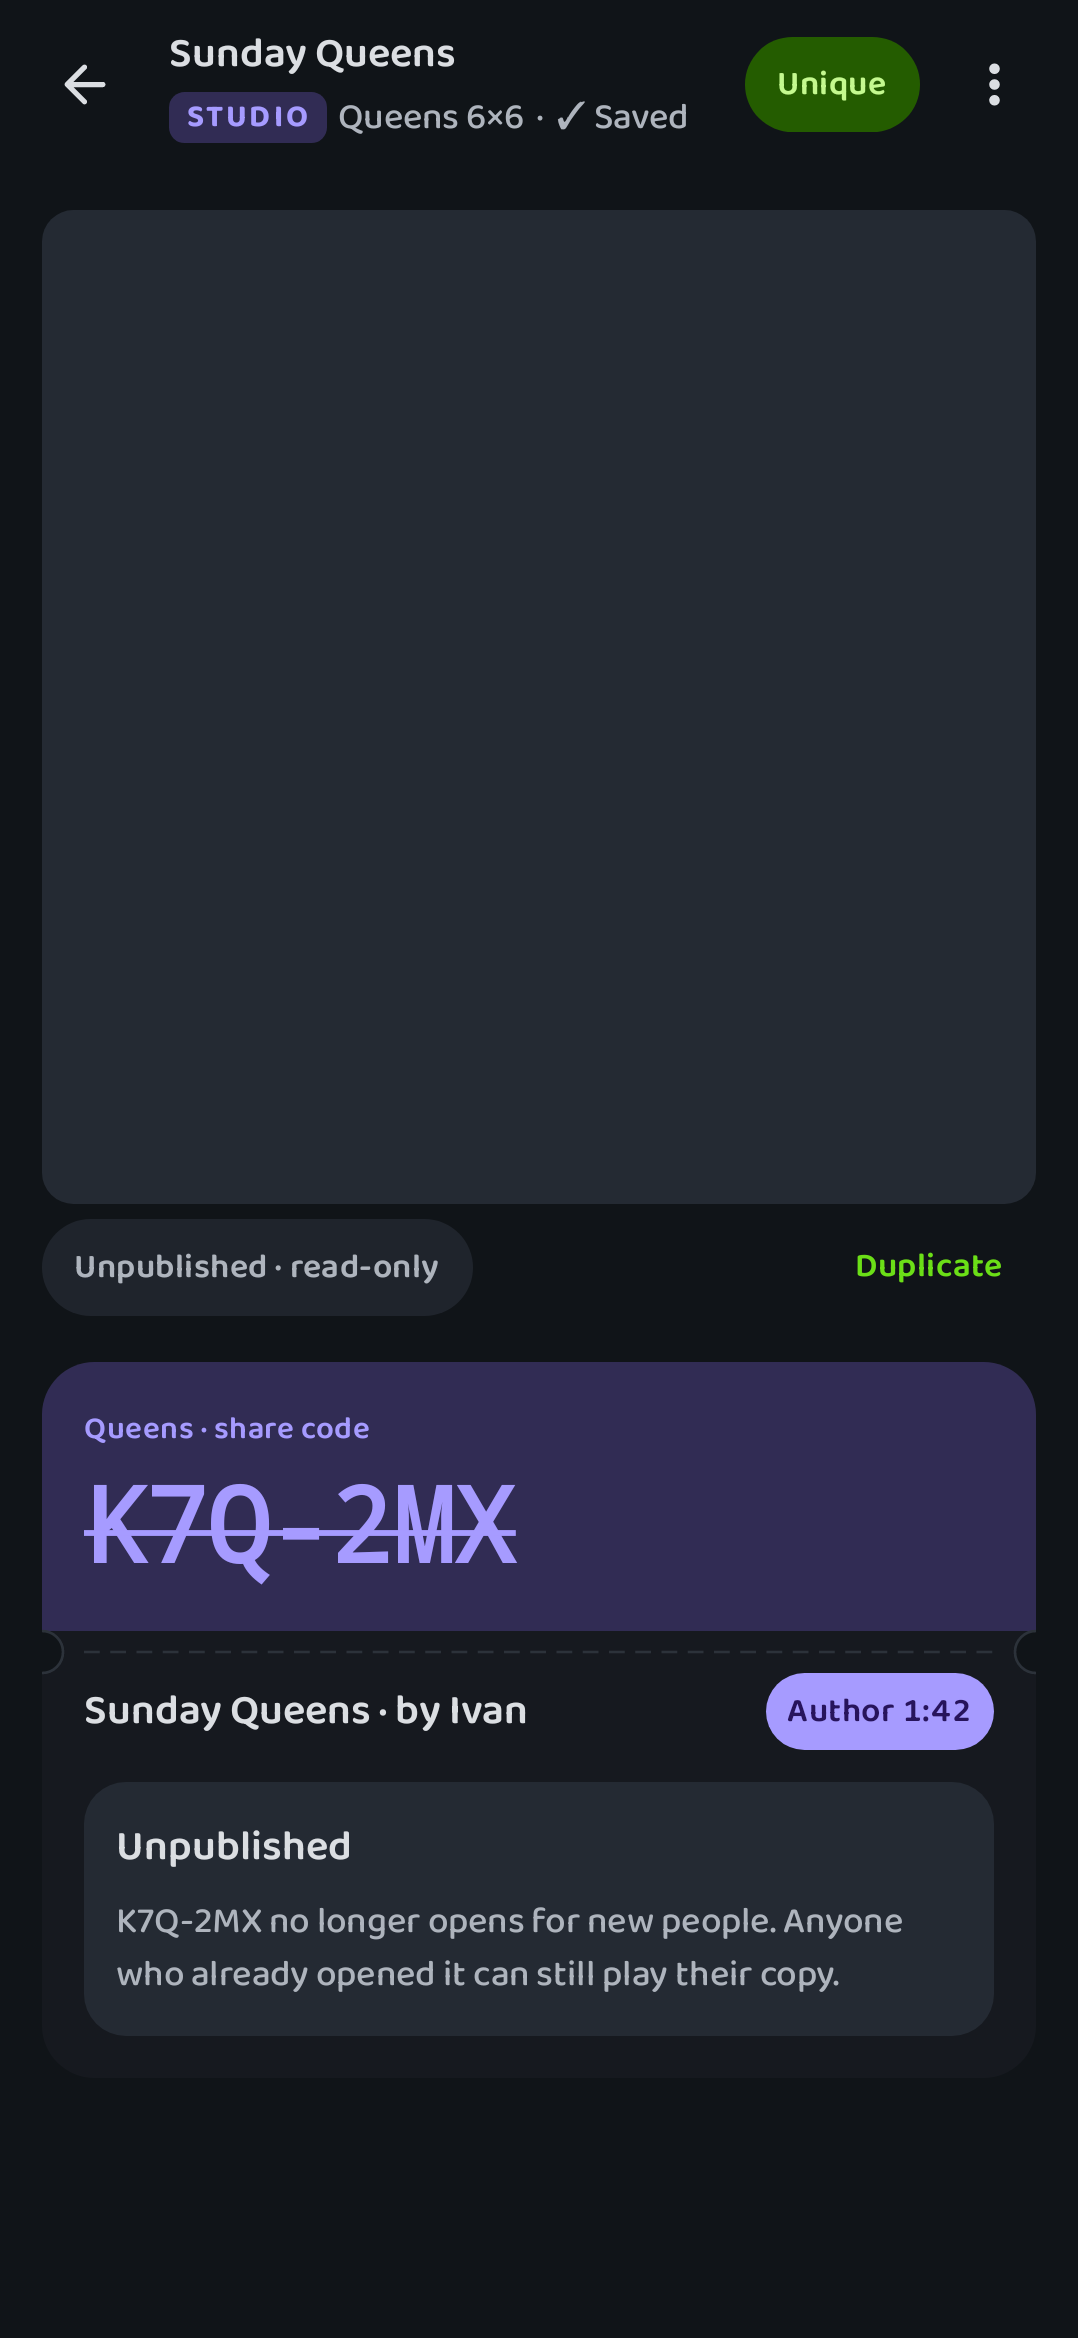 Sunday Queens
STUDIO Queens 6×6 · ✓ Saved
Unique
Unpublished · read-only
Duplicate
Queens · share code
K7Q-2MX
Sunday Queens · by Ivan
Author 1:42
Unpublished
K7Q-2MX no longer opens for new people. Anyone
who already opened it can still play their copy.